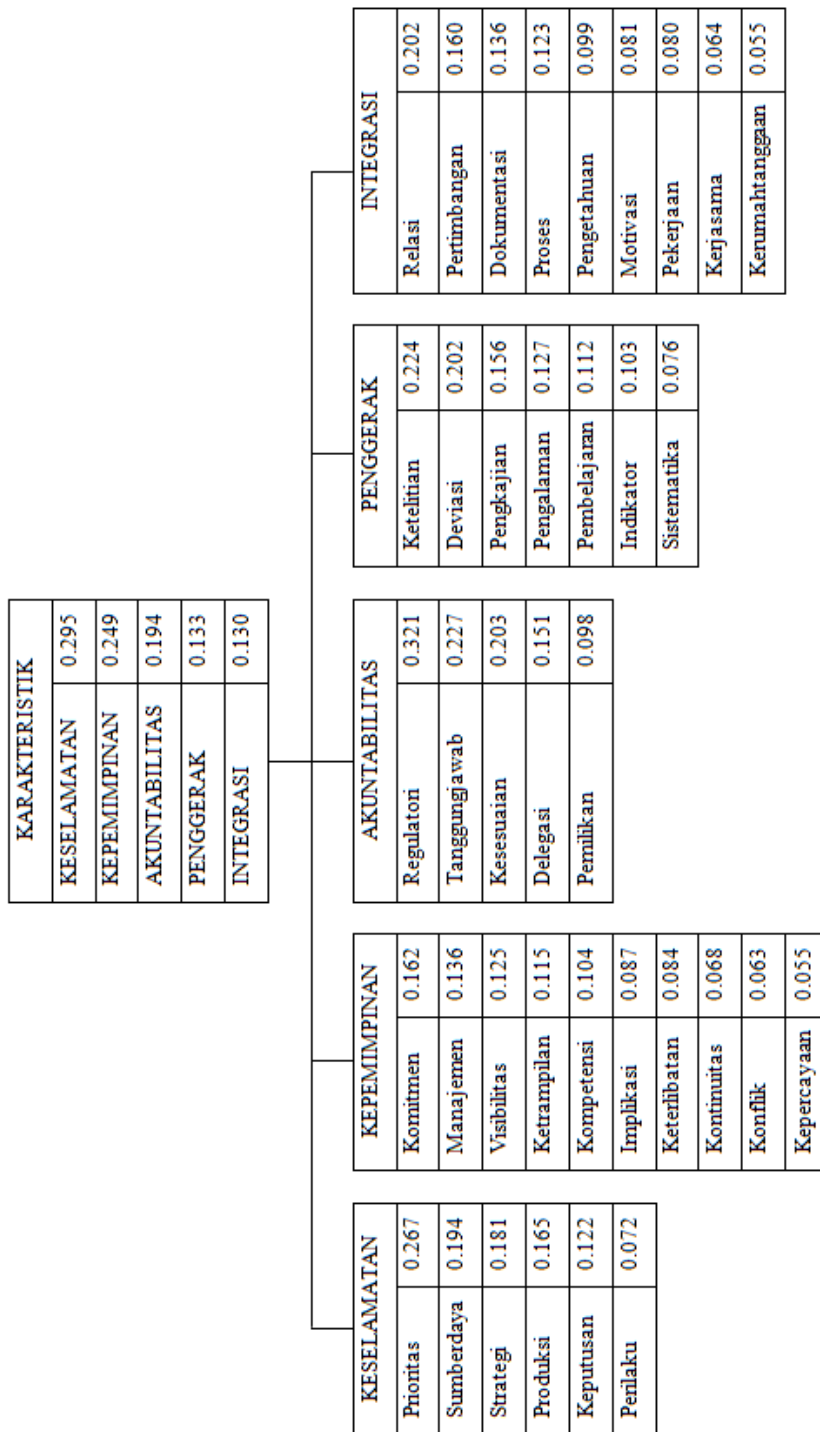 KARAKTERISTIK
KESELAMATAN 0.295
KEPEMIMPINAN 0.249
AKUNTABILITAS 0.194
PENGGERAK 0.133
INTEGRASI 0.130
KESELAMATAN
Prioritas 0.267
Sumberdaya 0.194
Strategi 0.181
Produksi 0.165
Keputusan 0.122
Perilaku 0.072
KEPEMIMPINAN
Komitmen 0.162
Manajemen 0.136
Visibilitas 0.125
Ketrampilan 0.115
Kompetensi 0.104
Implikasi 0.087
Keterlibatan 0.084
Kontinuitas 0.068
Konflik 0.063
Kepercayaan 0.055
AKUNTABILITAS
Regulatori 0.321
Tanggungjawab 0.227
Kesesuaian 0.203
Delegasi 0.151
Pemilikan 0.098
PENGGERAK
Ketelitian 0.224
Deviasi 0.202
Pengkajian 0.156
Pengalaman 0.127
Pembelajaran 0.112
Indikator 0.103
Sistematika 0.076
INTEGRASI
Relasi 0.202
Pertimbangan 0.160
Dokumentasi 0.136
Proses 0.123
Pengetahuan 0.099
Motivasi 0.081
Pekerjaan 0.080
Kerjasama 0.064
Kerumahtanggaan 0.055